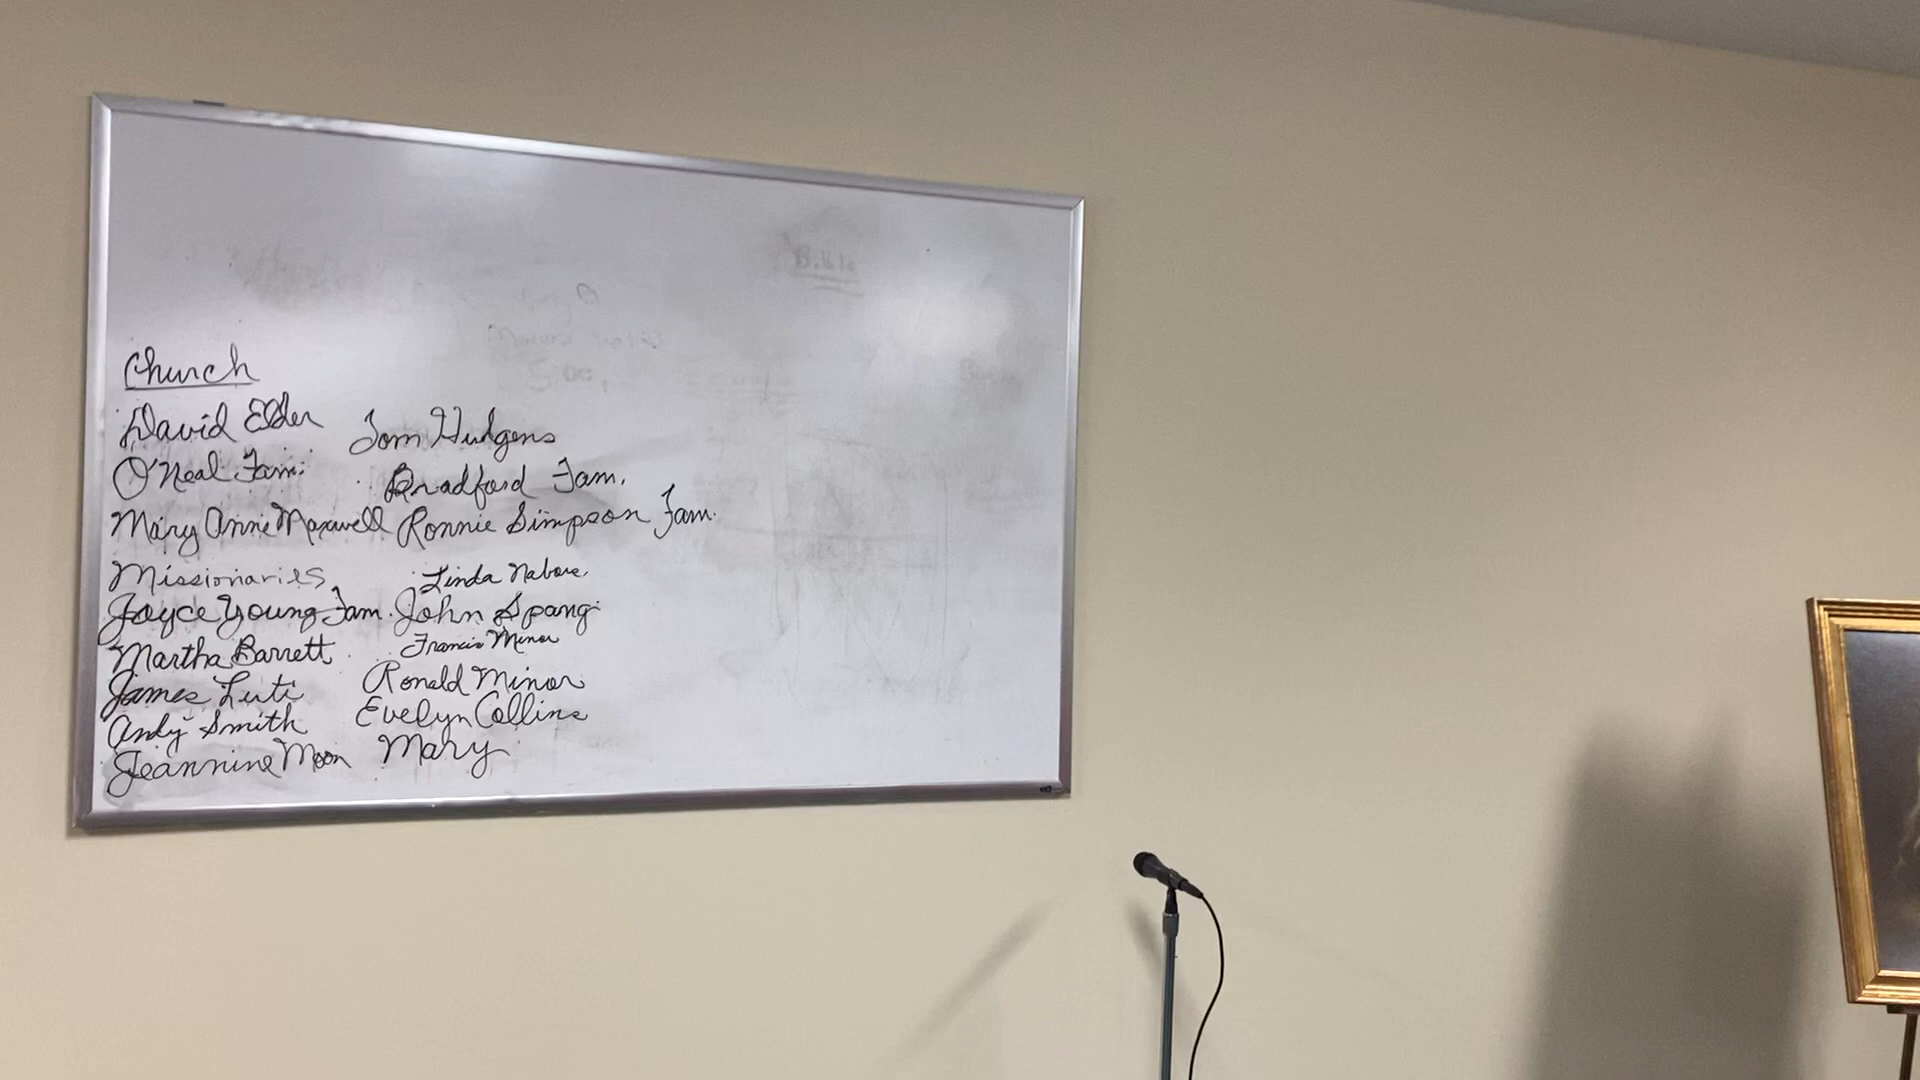 Bible
Church
David Elder Tom Hudgens
O'Neal Fam. Bradford Fam.
Mary Anne Maxwell Ronnie Simpson Fam.
Missionaries Linda Nabors
Joyce Young Fam. John Spang
Martha Barrett Francis Minor
James Luti Ronald Minor
Andy Smith Evelyn Collins
Jeannine Moon Mary